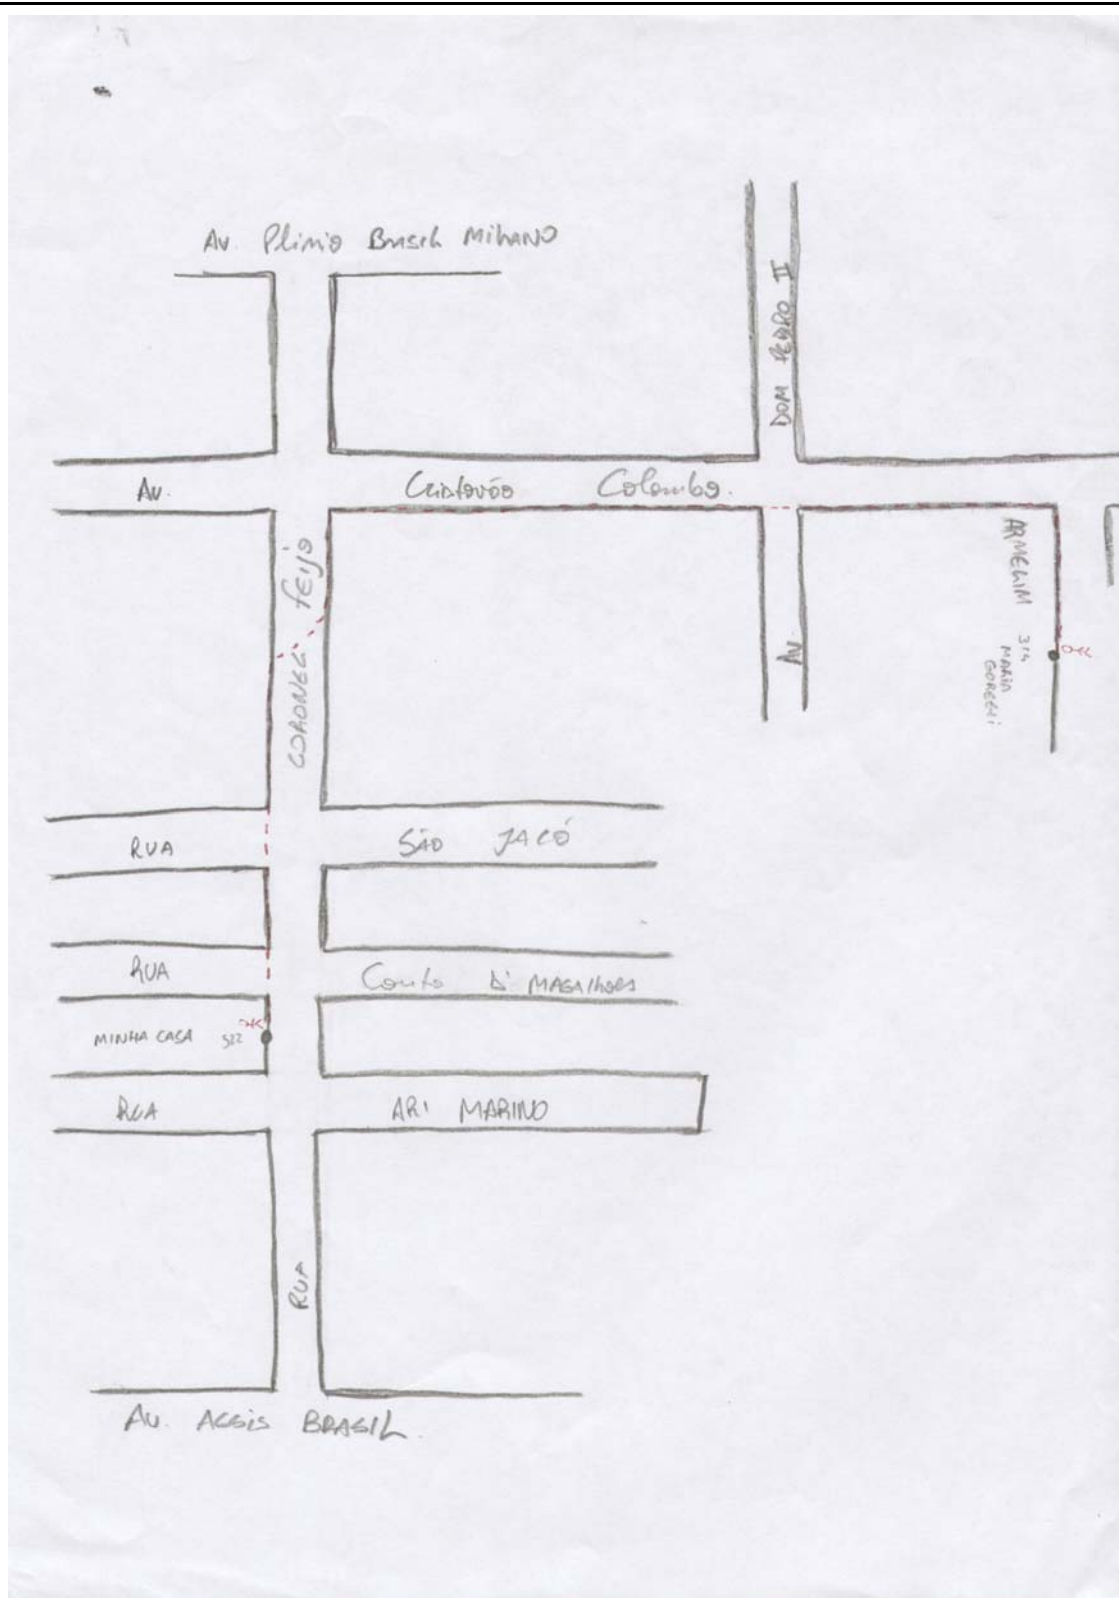 Av. Plinio Brasil MILANO
DOM PEDRO II
Av. Cristovão Colombo.
CORONEL feijó
ARMELIM
314
MARIA
GORETTI
AV.
RUA SÃO JACÓ
RUA Couto D' MAGALHÃES
MINHA CASA 522
RUA ARI MARINO
RUA
Av. ASSIS BRASIL.